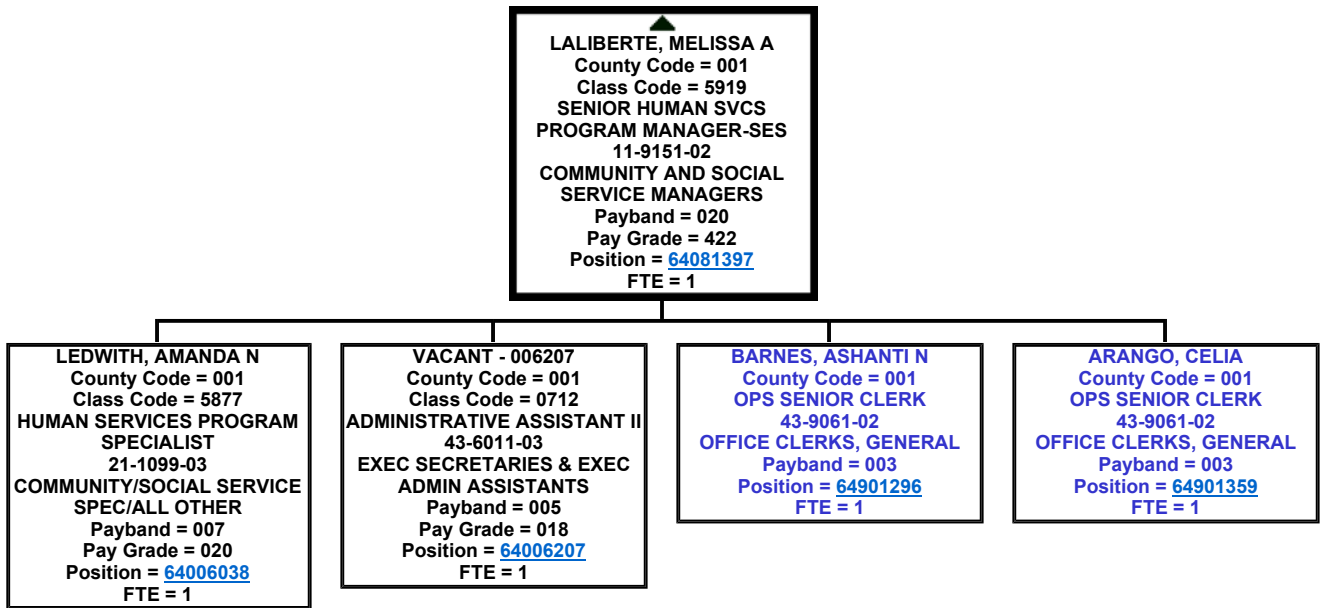 LALIBERTE, MELISSA A
County Code = 001
Class Code = 5919
SENIOR HUMAN SVCS
PROGRAM MANAGER-SES
11-9151-02
COMMUNITY AND SOCIAL
SERVICE MANAGERS
Payband = 020
Pay Grade = 422
Position = 64081397
FTE = 1
LEDWITH, AMANDA N
County Code = 001
Class Code = 5877
HUMAN SERVICES PROGRAM
SPECIALIST
21-1099-03
COMMUNITY/SOCIAL SERVICE
SPEC/ALL OTHER
Payband = 007
Pay Grade = 020
Position = 64006038
FTE = 1
VACANT - 006207
County Code = 001
Class Code = 0712
ADMINISTRATIVE ASSISTANT II
43-6011-03
EXEC SECRETARIES & EXEC
ADMIN ASSISTANTS
Payband = 005
Pay Grade = 018
Position = 64006207
FTE = 1
BARNES, ASHANTI N
County Code = 001
OPS SENIOR CLERK
43-9061-02
OFFICE CLERKS, GENERAL
Payband = 003
Position = 64901296
FTE = 1
ARANGO, CELIA
County Code = 001
OPS SENIOR CLERK
43-9061-02
OFFICE CLERKS, GENERAL
Payband = 003
Position = 64901359
FTE = 1